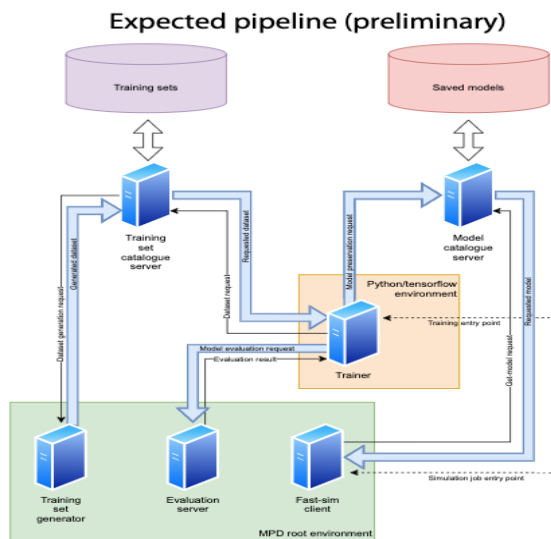 Expected pipeline (preliminary)
Training sets
Saved models
Training
set
catalogue
server
Model
catalogue
server
Dataset generation request
Generated dataset
Requested dataset
Dataset request
Model preservation request
Requested model
Get-model request
Python/tensorflow
environment
Training entry point
Trainer
Model evaluation request
Evaluation result
Training
set
generator
Evaluation
server
Fast-sim
client
Simulation job entry point
MPD root environment